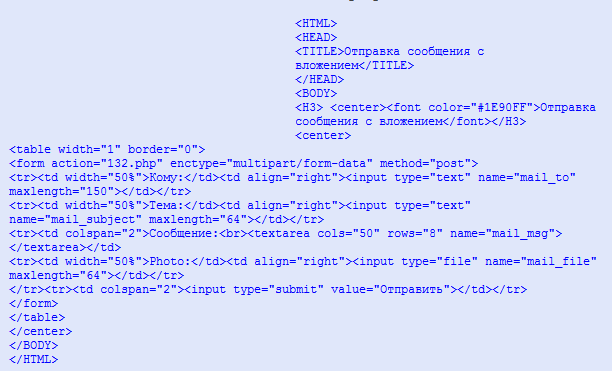 <HTML>
<HEAD>
<TITLE>Отправка сообщения с
вложением</TITLE>
</HEAD>
<BODY>
<H3> <center><font color="#1E90FF">Отправка
сообщения с вложением</font></H3>
<center>
<table width="1" border="0">
<form action="132.php" enctype="multipart/form-data" method="post">
<tr><td width="50%">Кому:</td><td align="right"><input type="text" name="mail_to"
maxlength="150"></td></tr>
<tr><td width="50%">Тема:</td><td align="right"><input type="text"
name="mail_subject" maxlength="64"></td></tr>
<tr><td colspan="2">Сообщение:<br><textarea cols="50" rows="8" name="mail_msg">
</textarea></td>
<tr><td width="50%">Photo:</td><td align="right"><input type="file" name="mail_file"
maxlength="64"></td></tr>
</tr><tr><td colspan="2"><input type="submit" value="Отправить"></td></tr>
</form>
</table>
</center>
</BODY>
</HTML>